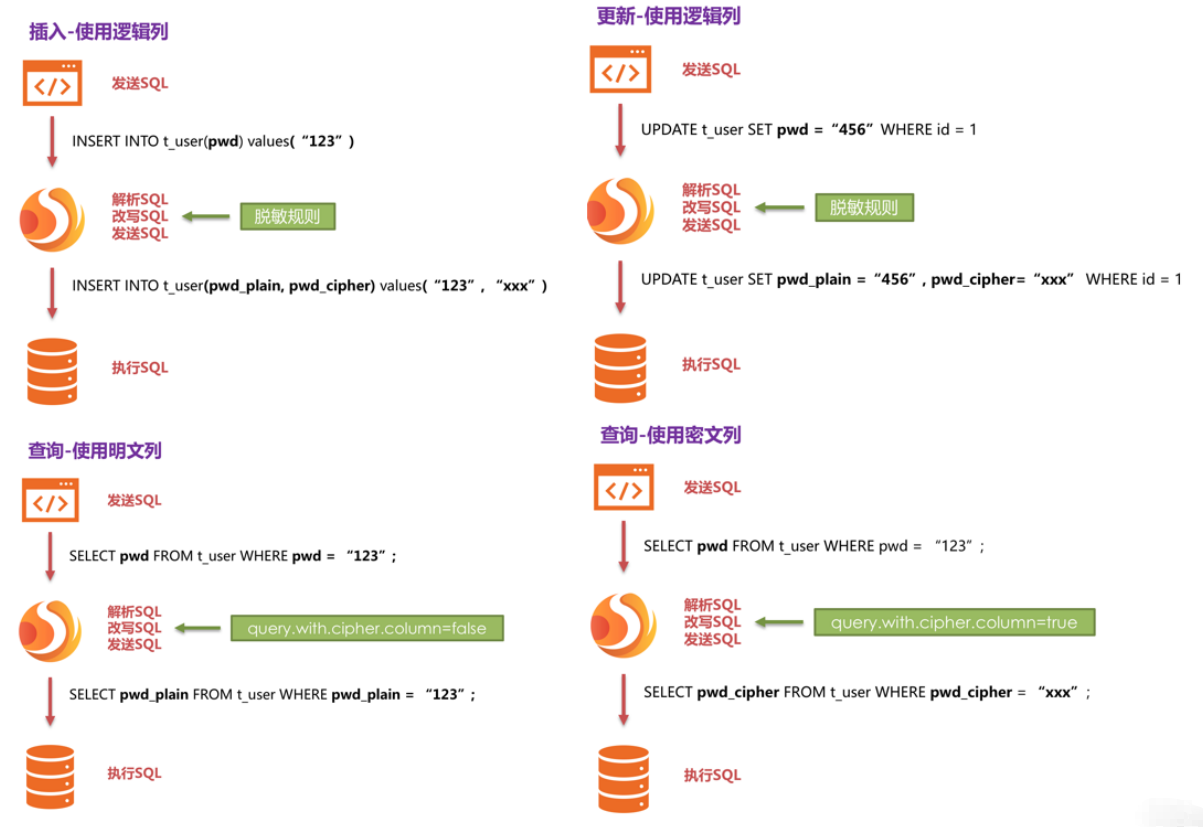 插入-使用逻辑列
发送SQL
INSERT INTO t_user(pwd) values(“123”)
解析SQL
改写SQL
发送SQL
脱敏规则
INSERT INTO t_user(pwd_plain, pwd_cipher) values(“123”, “xxx”)
执行SQL
更新-使用逻辑列
发送SQL
UPDATE t_user SET pwd =“456” WHERE id = 1
解析SQL
改写SQL
发送SQL
脱敏规则
UPDATE t_user SET pwd_plain =“456”, pwd_cipher=“xxx” WHERE id = 1
执行SQL
查询-使用明文列
发送SQL
SELECT pwd FROM t_user WHERE pwd = “123”;
解析SQL
改写SQL
发送SQL
query.with.cipher.column=false
SELECT pwd_plain FROM t_user WHERE pwd_plain = “123”;
执行SQL
查询-使用密文列
发送SQL
SELECT pwd FROM t_user WHERE pwd = “123”;
解析SQL
改写SQL
发送SQL
query.with.cipher.column=true
SELECT pwd_cipher FROM t_user WHERE pwd_cipher = “xxx”;
执行SQL